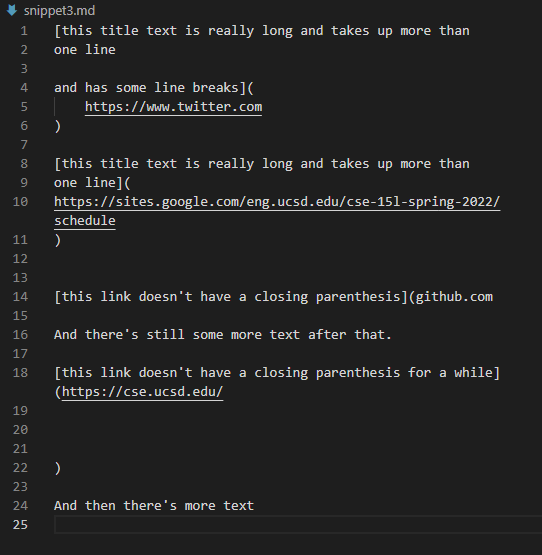 snippet3.md
1 [this title text is really long and takes up more than
2 one line
3
4 and has some line breaks](
5     https://www.twitter.com
6 )
7
8 [this title text is really long and takes up more than
9 one line](
10 https://sites.google.com/eng.ucsd.edu/cse-15l-spring-2022/
schedule
11 )
12
13
14 [this link doesn't have a closing parenthesis](github.com
15
16 And there's still some more text after that.
17
18 [this link doesn't have a closing parenthesis for a while]
(https://cse.ucsd.edu/
19
20
21
22 )
23
24 And then there's more text
25